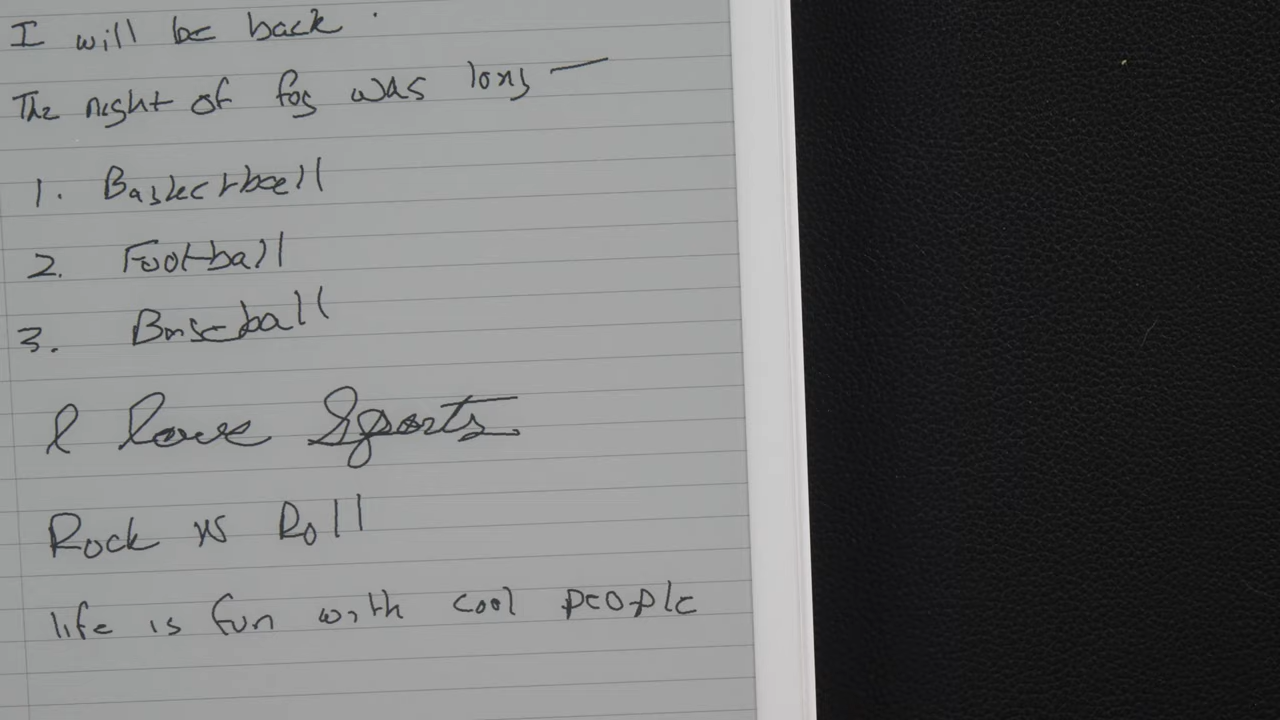 I will be back.
The night of fog was long —
1. Basketball
2. Football
3. Baseball
I love Sports
Rock vs Roll
life is fun with cool people